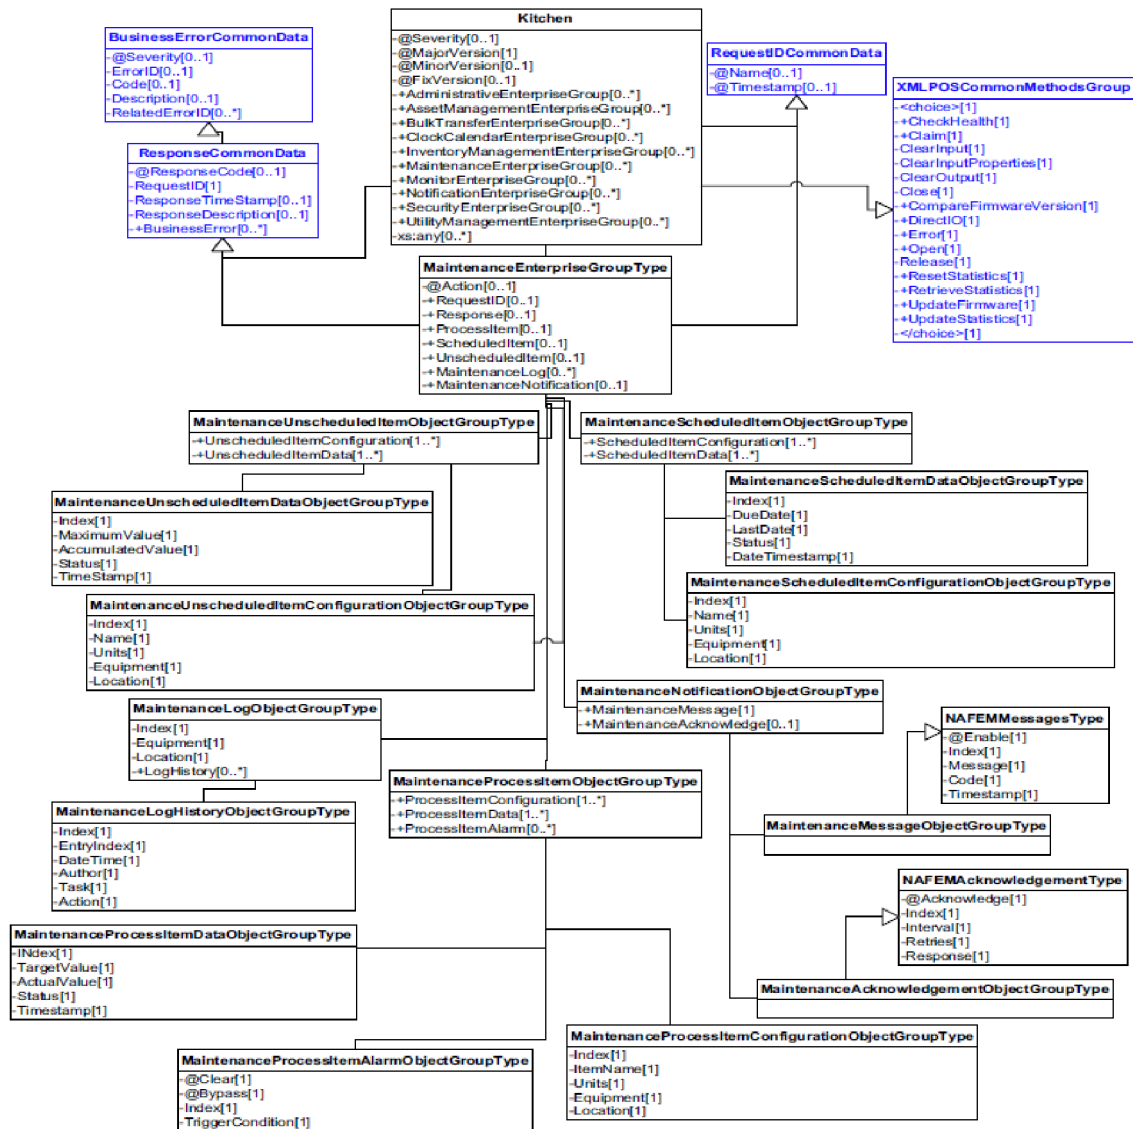 Kitchen
-@Severity[0..1]
-@MajorVersion[1]
-@MinorVersion[0..1]
-@FixVersion[0..1]
-+AdministrativeEnterpriseGroup[0..*]
-+AssetManagementEnterpriseGroup[0..*]
-+BulkTransferEnterpriseGroup[0..*]
-+ClockCalendarEnterpriseGroup[0..*]
-+InventoryManagementEnterpriseGroup[0..*]
-+MaintenanceEnterpriseGroup[0..*]
-+MonitorEnterpriseGroup[0..*]
-+NotificationEnterpriseGroup[0..*]
-+SecurityEnterpriseGroup[0..*]
-+UtilityManagementEnterpriseGroup[0..*]
-xs:any[0..*]
BusinessErrorCommonData
-@Severity[0..1]
-ErrorID[0..1]
-Code[0..1]
-Description[0..1]
-RelatedErrorID[0..*]
RequestIDCommonData
-@Name[0..1]
-@Timestamp[0..1]
XMLPOSCommonMethodsGroup
-<choice>[1]
-+CheckHealth[1]
-+Claim[1]
-ClearInput[1]
-ClearInputProperties[1]
-ClearOutput[1]
-Close[1]
-+CompareFirmwareVersion[1]
-+DirectIO[1]
-+Error[1]
-+Open[1]
-Release[1]
-+ResetStatistics[1]
-+RetrieveStatistics[1]
-+UpdateFirmware[1]
-+UpdateStatistics[1]
-</choice>[1]
ResponseCommonData
-@ResponseCode[0..1]
-RequestID[1]
-ResponseTimeStamp[0..1]
-ResponseDescription[0..1]
-+BusinessError[0..*]
MaintenanceEnterpriseGroupType
-@Action[0..1]
-+RequestID[0..1]
-+Response[0..1]
-+ProcessItem[0..1]
-+ScheduledItem[0..1]
-+UnscheduledItem[0..1]
-+MaintenanceLog[0..*]
-+MaintenanceNotification[0..1]
MaintenanceUnscheduledItemObjectGroupType
-+UnscheduledItemConfiguration[1..*]
-+UnscheduledItemData[1..*]
MaintenanceScheduledItemObjectGroupType
-+ScheduledItemConfiguration[1..*]
-+ScheduledItemData[1..*]
MaintenanceUnscheduledItemDataObjectGroupType
-Index[1]
-MaximumValue[1]
-AccumulatedValue[1]
-Status[1]
-TimeStamp[1]
MaintenanceScheduledItemDataObjectGroupType
-Index[1]
-DueDate[1]
-LastDate[1]
-Status[1]
-DateTimestamp[1]
MaintenanceUnscheduledItemConfigurationObjectGroupType
-Index[1]
-Name[1]
-Units[1]
-Equipment[1]
-Location[1]
MaintenanceScheduledItemConfigurationObjectGroupType
-Index[1]
-Name[1]
-Units[1]
-Equipment[1]
-Location[1]
MaintenanceLogObjectGroupType
-Index[1]
-Equipment[1]
-Location[1]
-+LogHistory[0..*]
MaintenanceNotificationObjectGroupType
-+MaintenanceMessage[1]
-+MaintenanceAcknowledge[0..1]
NAFEMMessagesType
-@Enable[1]
-Index[1]
-Message[1]
-Code[1]
-Timestamp[1]
MaintenanceProcessItemObjectGroupType
-+ProcessItemConfiguration[1..*]
-+ProcessItemData[1..*]
-+ProcessItemAlarm[0..*]
MaintenanceLogHistoryObjectGroupType
-Index[1]
-EntryIndex[1]
-DateTime[1]
-Author[1]
-Task[1]
-Action[1]
MaintenanceMessageObjectGroupType
NAFEMAcknowledgementType
-@Acknowledge[1]
-Index[1]
-Interval[1]
-Retries[1]
-Response[1]
MaintenanceProcessItemDataObjectGroupType
-INdex[1]
-TargetValue[1]
-ActualValue[1]
-Status[1]
-Timestamp[1]
MaintenanceAcknowledgementObjectGroupType
MaintenanceProcessItemConfigurationObjectGroupType
-Index[1]
-ItemName[1]
-Units[1]
-Equipment[1]
-Location[1]
MaintenanceProcessItemAlarmObjectGroupType
-@Clear[1]
-@Bypass[1]
-Index[1]
-TriggerCondition[1]